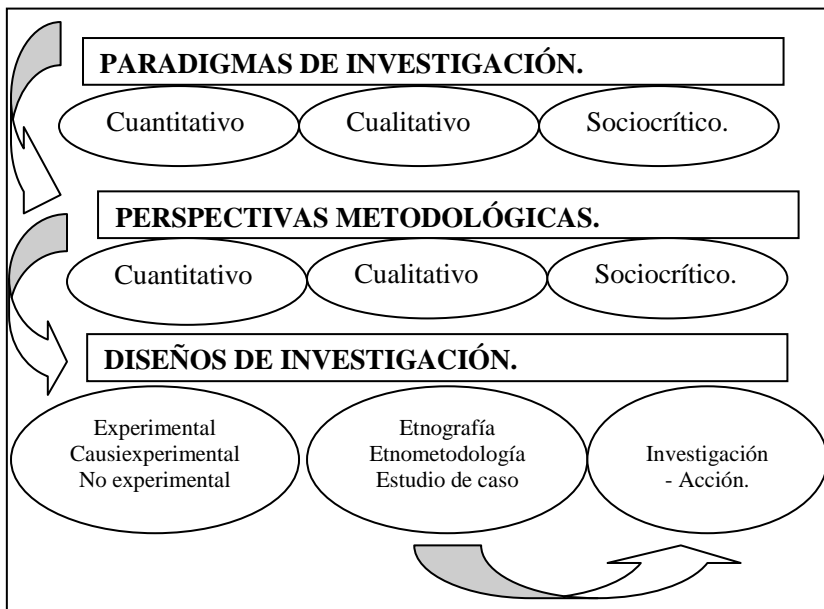 PARADIGMAS DE INVESTIGACIÓN.
Cuantitativo
Cualitativo
Sociocrítico.
PERSPECTIVAS METODOLÓGICAS.
Cuantitativo
Cualitativo
Sociocrítico.
DISEÑOS DE INVESTIGACIÓN.
Experimental
Causiexperimental
No experimental
Etnografía
Etnometodología
Estudio de caso
Investigación
- Acción.